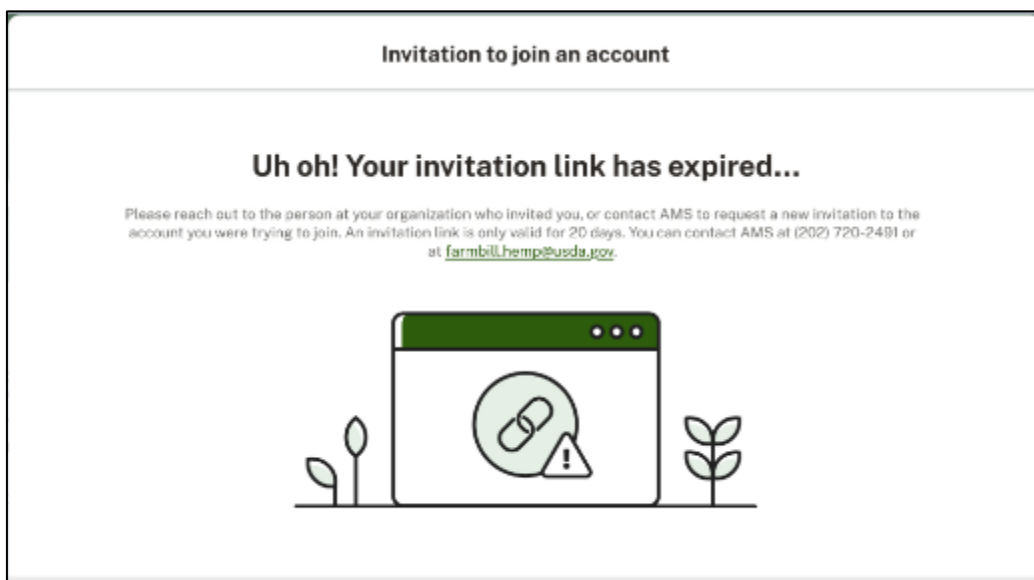 Invitation to join an account
Uh oh! Your invitation link has expired...
Please reach out to the person at your organization who invited you, or contact AMS to request a new invitation to the
account you were trying to join. An invitation link is only valid for 20 days. You can contact AMS at (202) 720-2491 or
at farmbill.hemp@usda.gov.